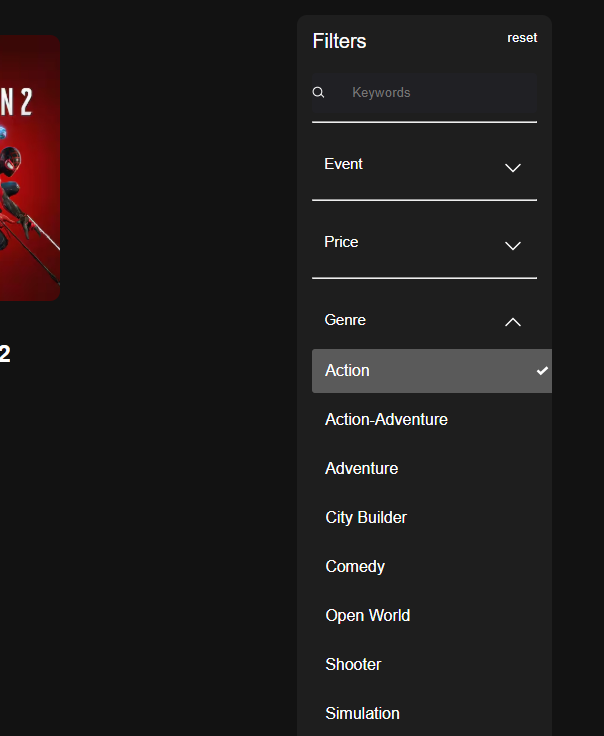 Filters
reset
Keywords
N 2
Event
Price
Genre
2
Action
Action-Adventure
Adventure
City Builder
Comedy
Open World
Shooter
Simulation